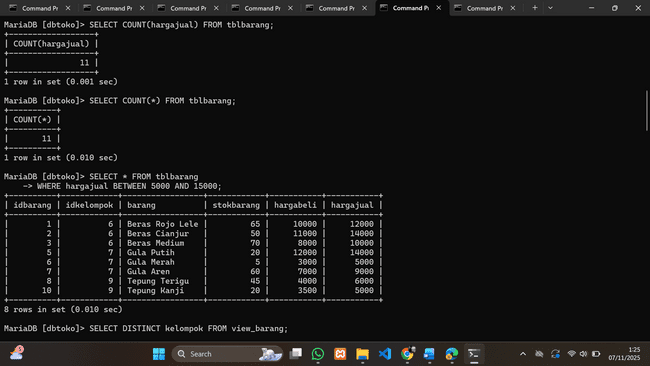 Command Pr
Command Pr
Command Pr
Command Pr
Command Pr
Command Pr
Command Pr
MariaDB [dbtoko]> SELECT COUNT(hargajual) FROM tblbarang;
+------------------+
| COUNT(hargajual) |
+------------------+
|               11 |
+------------------+
1 row in set (0.001 sec)
MariaDB [dbtoko]> SELECT COUNT(*) FROM tblbarang;
+----------+
| COUNT(*) |
+----------+
|       11 |
+----------+
1 row in set (0.010 sec)
MariaDB [dbtoko]> SELECT * FROM tblbarang
    -> WHERE hargajual BETWEEN 5000 AND 15000;
+----------+------------+-----------------+------------+-----------+-----------+
| idbarang | idkelompok | barang          | stokbarang | hargabeli | hargajual |
+----------+------------+-----------------+------------+-----------+-----------+
|        1 |          6 | Beras Rojo Lele |         65 |     10000 |     12000 |
|        2 |          6 | Beras Cianjur   |         50 |     11000 |     14000 |
|        3 |          6 | Beras Medium    |         70 |      8000 |     10000 |
|        5 |          7 | Gula Putih      |         20 |     12000 |     14000 |
|        6 |          7 | Gula Merah      |          5 |      3000 |      5000 |
|        7 |          7 | Gula Aren       |         60 |      7000 |      9000 |
|        8 |          9 | Tepung Terigu   |         45 |      4000 |      6000 |
|       10 |          9 | Tepung Kanji    |         20 |      3500 |      5000 |
+----------+------------+-----------------+------------+-----------+-----------+
8 rows in set (0.010 sec)
MariaDB [dbtoko]> SELECT DISTINCT kelompok FROM view_barang;
Search
1:25
07/11/2025